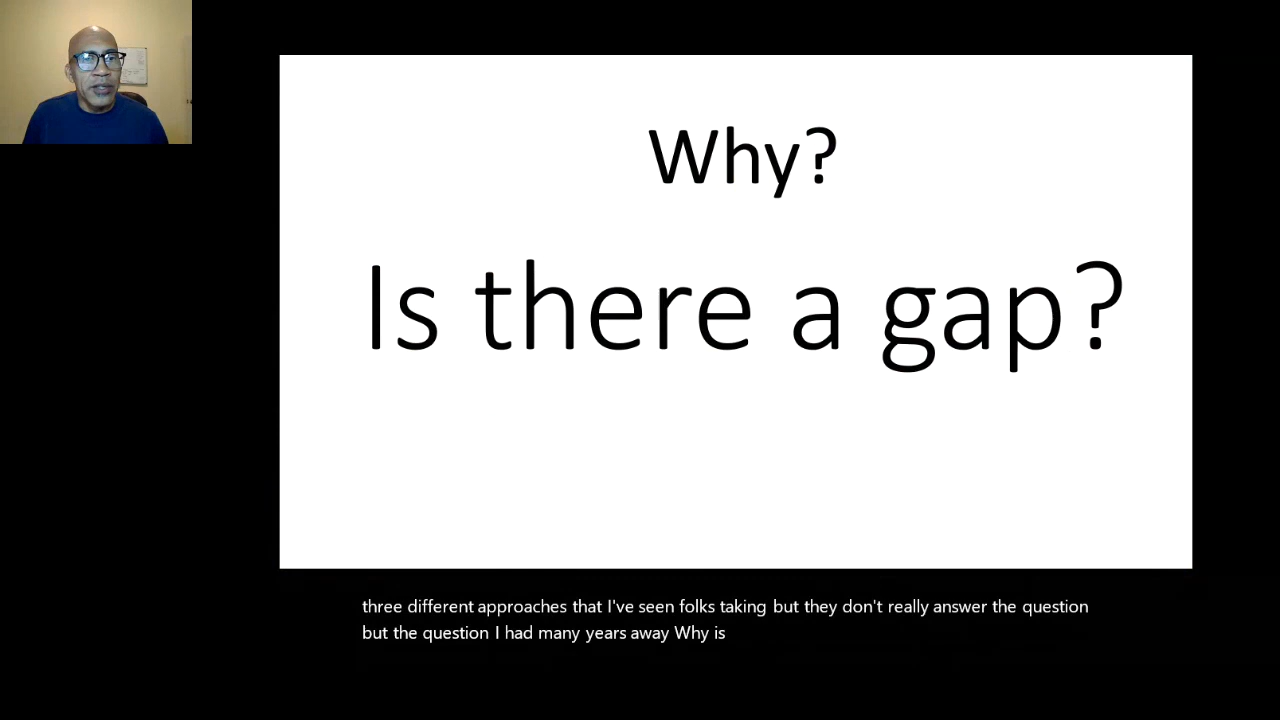 Why?
Is there a gap?
three different approaches that I've seen folks taking but they don't really answer the question
but the question I had many years away Why is